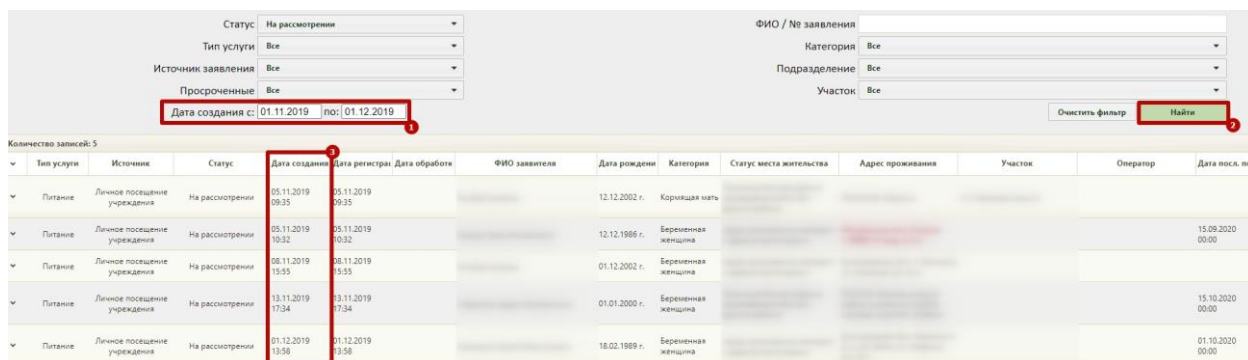 Статус На рассмотрении ФИО / № заявления
Тип услуги Все Категория Все
Источник заявления Все Подразделение Все
Просроченные Все Участок Все
Дата создания с: 01.11.2019 по: 01.12.2019 Очистить фильтр Найти
1 2
Количество записей: 5
3
Тип услуги Источник Статус Дата создания Дата регистрац Дата обработк ФИО заявителя Дата рождени Категория Статус места жительства Адрес проживания Участок Оператор Дата посл. по
Питание Личное посещение учреждения На рассмотрении 05.11.2019 09:35 05.11.2019 09:35 12.12.2002 г. Кормящая мать
Питание Личное посещение учреждения На рассмотрении 05.11.2019 10:32 05.11.2019 10:32 12.12.1986 г. Беременная женщина 15.09.2020 00:00
Питание Личное посещение учреждения На рассмотрении 08.11.2019 15:55 08.11.2019 15:55 01.12.2002 г. Беременная женщина
Питание Личное посещение учреждения На рассмотрении 13.11.2019 17:34 13.11.2019 17:34 01.01.2000 г. Беременная женщина 15.10.2020 00:00
Питание Личное посещение учреждения На рассмотрении 01.12.2019 13:58 01.12.2019 13:58 18.02.1989 г. Беременная женщина 01.10.2020 00:00